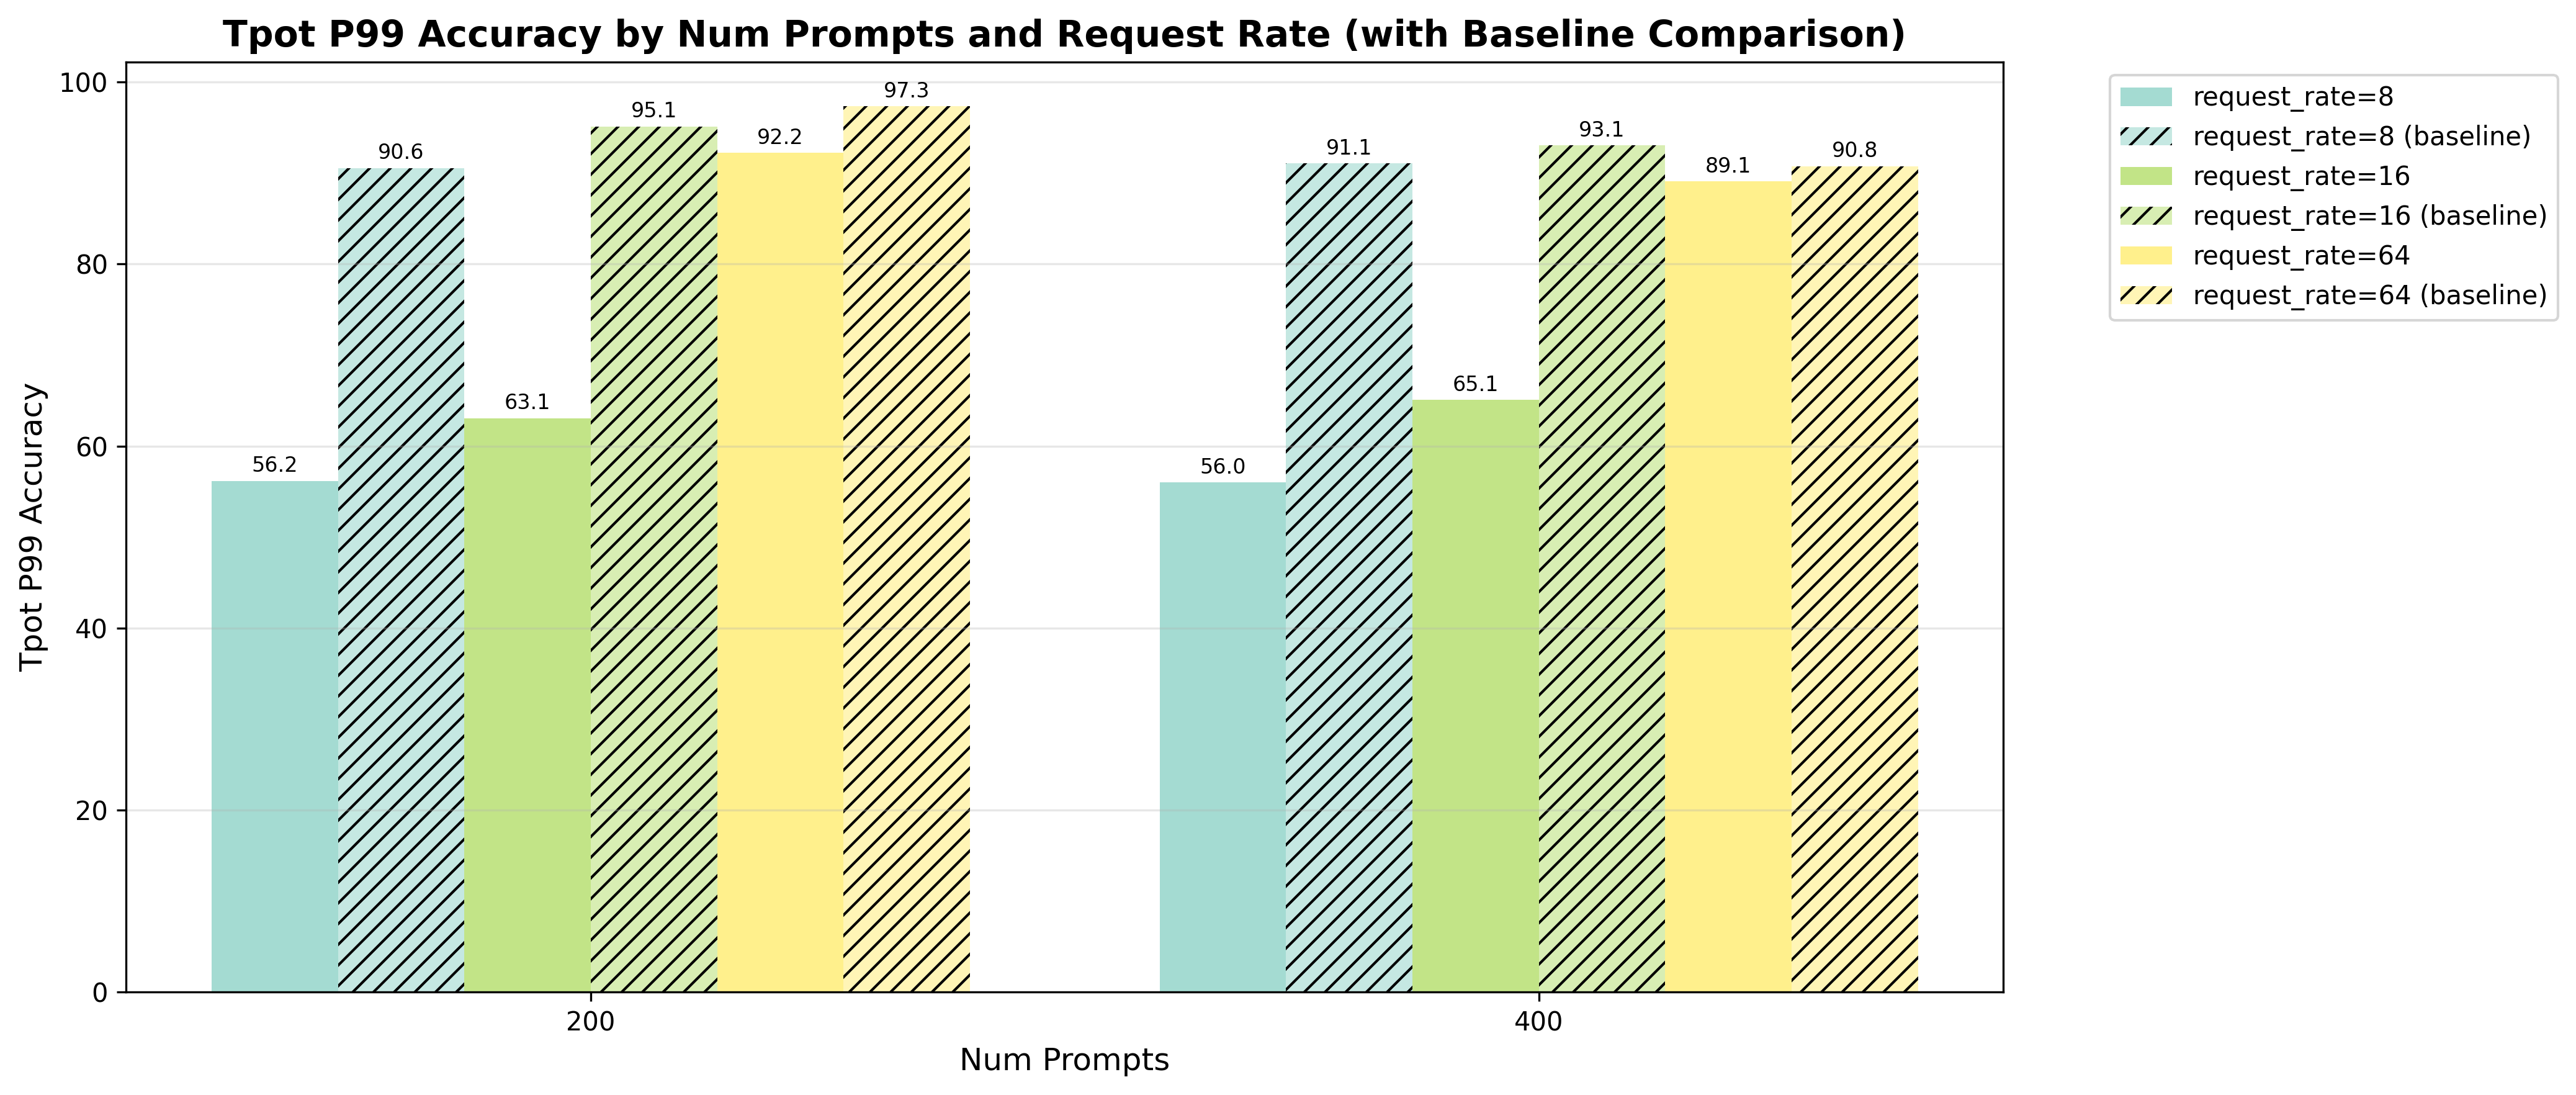 Tpot P99 Accuracy by Num Prompts and Request Rate (with Baseline Comparison)
Tpot P99 Accuracy
100
80
60
40
20
0
56.2
90.6
63.1
95.1
92.2
97.3
56.0
91.1
65.1
93.1
89.1
90.8
200
400
Num Prompts
request_rate=8
request_rate=8 (baseline)
request_rate=16
request_rate=16 (baseline)
request_rate=64
request_rate=64 (baseline)